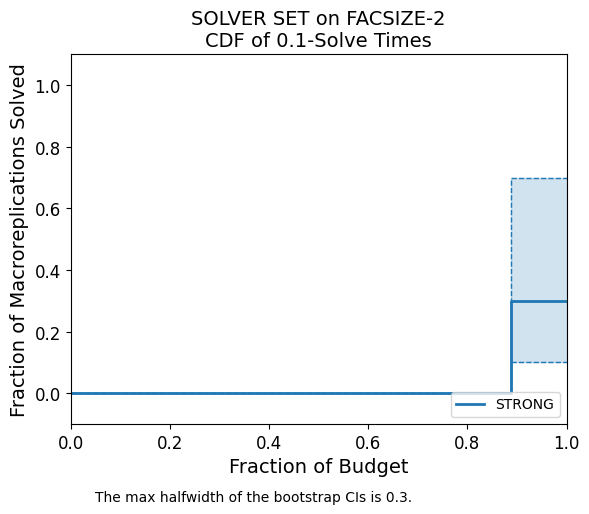 SOLVER SET on FACSIZE-2
CDF of 0.1-Solve Times
Fraction of Macroreplications Solved
1.0
0.8
0.6
0.4
0.2
0.0
STRONG
0.0 0.2 0.4 0.6 0.8 1.0
Fraction of Budget
The max halfwidth of the bootstrap CIs is 0.3.